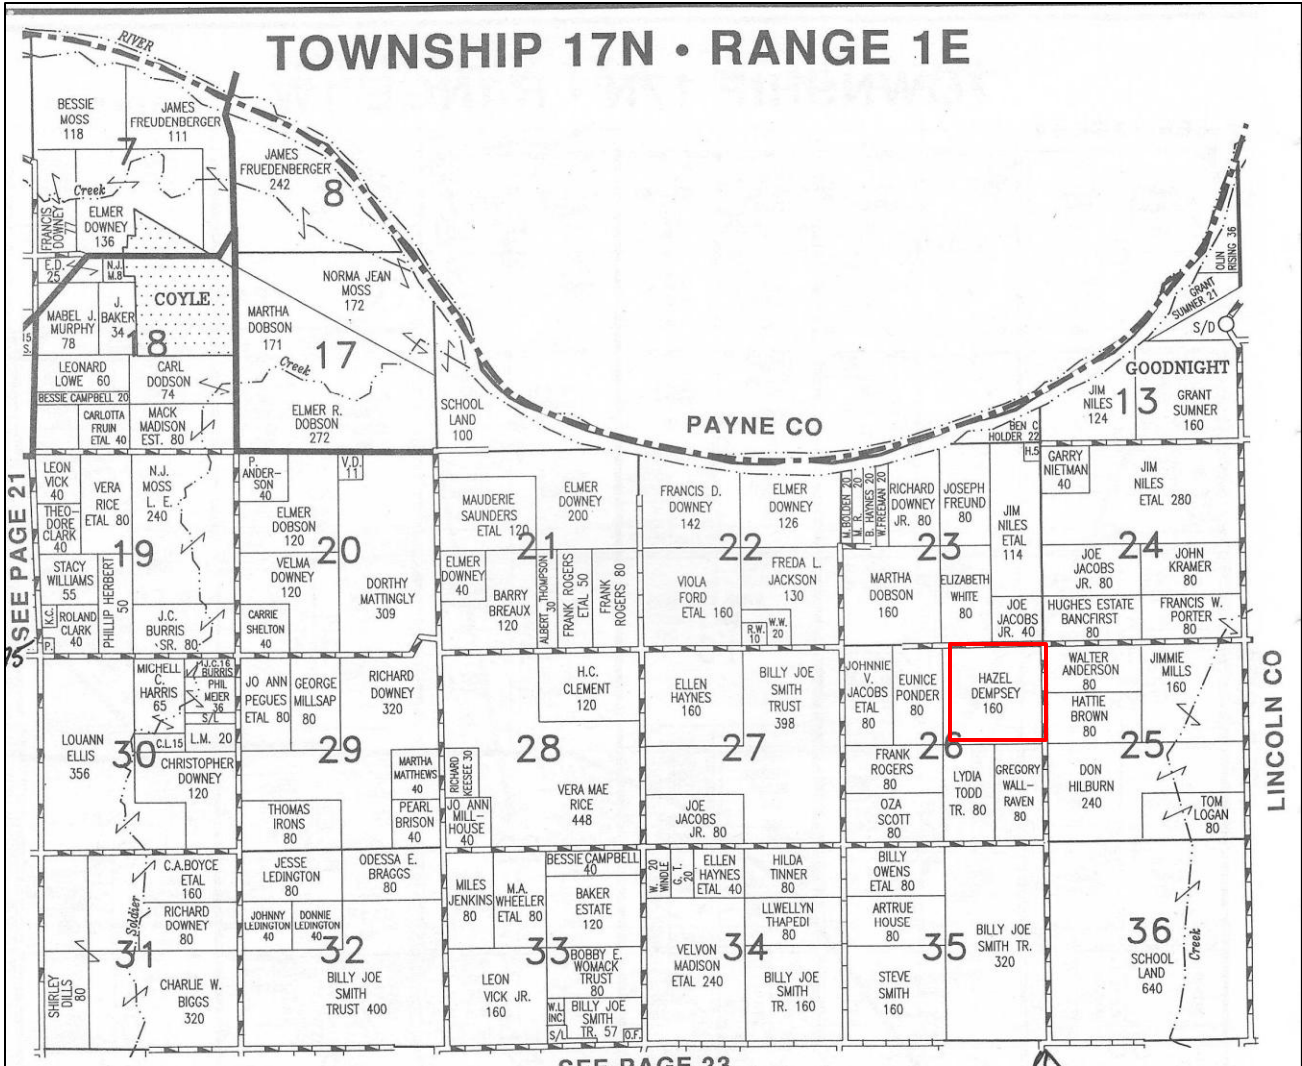 RIVER
TOWNSHIP 17N • RANGE 1E
BESSIE
MOSS
118
JAMES
FREUDENBERGER
111
7
Creek
FRANCIS
DOWNEY
77
ELMER
DOWNEY
136
JAMES
FRUEDENBERGER
242
8
E.D.
25
N.J.
M.8
COYLE
MABEL J.
MURPHY
78
J.
BAKER
34
18
15
S.
LEONARD
LOWE 60
CARL
DODSON
74
BESSIE CAMPBELL 20
CARLOTTA
FRUIN
ETAL 40
MACK
MADISON
EST. 80
NORMA JEAN
MOSS
172
MARTHA
DOBSON
171
17
Creek
ELMER R.
DOBSON
272
SCHOOL
LAND
100
PAYNE CO
OLIN
RISING 36
GRANT
SUMNER 21
S/D
GOODNIGHT
JIM
NILES
124
13
GRANT
SUMNER
160
BEN C.
HOLDER 22
H.5
SEE PAGE 21
LEON
VICK
40
THEO-
DORE
CLARK
40
VERA
RICE
ETAL 80
N.J.
MOSS
L. E.
240
19
STACY
WILLIAMS
55
PHILLIP HERBERT
50
K.C.
ROLAND
CLARK
40
P.
J.C.
BURRIS
SR. 80
P.
ANDER-
SON
40
V.D.
11
ELMER
DOBSON
120
20
VELMA
DOWNEY
120
DORTHY
MATTINGLY
309
CARRIE
SHELTON
40
MAUDERIE
SAUNDERS
ETAL 120
ELMER
DOWNEY
200
21
ELMER
DOWNEY
40
BARRY
BREAUX
120
ALBERT THOMPSON
30
FRANK ROGERS
ETAL 50
FRANK
ROGERS 80
FRANCIS D.
DOWNEY
142
ELMER
DOWNEY
126
22
VIOLA
FORD
ETAL 160
FREDA L.
JACKSON
130
R.W.
10
W.W.
20
M. BOLDEN 20
M. R. 20
B. HAYNES 20
W. FREEMAN 20
RICHARD
DOWNEY
JR. 80
JOSEPH
FREUND
80
JIM
NILES
ETAL
114
23
MARTHA
DOBSON
160
ELIZABETH
WHITE
80
JOE
JACOBS
JR. 40
GARRY
NIETMAN
40
JIM
NILES
ETAL 280
24
JOE
JACOBS
JR. 80
JOHN
KRAMER
80
HUGHES ESTATE
BANCFIRST
80
FRANCIS W.
PORTER
80
LINCOLN CO
MICHELL
C.
HARRIS
65
J.C.16
BURRIS
PHIL
MEIER
36
S/L
LOUANN
ELLIS
356
30
C.L.15
L.M. 20
CHRISTOPHER
DOWNEY
120
JO ANN
PEGUES
ETAL 80
GEORGE
MILLSAP
80
RICHARD
DOWNEY
320
29
MARTHA
MATTHEWS
40
THOMAS
IRONS
80
PEARL
BRISON
40
H.C.
CLEMENT
120
28
RICHARD
KEESEE 30
JO ANN
MILL-
HOUSE
40
VERA MAE
RICE
448
ELLEN
HAYNES
160
BILLY JOE
SMITH
TRUST
398
27
JOE
JACOBS
JR. 80
JOHNNIE
V.
JACOBS
ETAL
80
EUNICE
PONDER
80
HAZEL
DEMPSEY
160
26
FRANK
ROGERS
80
OZA
SCOTT
80
LYDIA
TODD
TR. 80
GREGORY
WALL-
RAVEN
80
WALTER
ANDERSON
80
HATTIE
BROWN
80
JIMMIE
MILLS
160
25
DON
HILBURN
240
TOM
LOGAN
80
C.A.BOYCE
ETAL
160
Soldier
RICHARD
DOWNEY
80
31
SHIRLEY
DILLS
80
CHARLIE W.
BIGGS
320
JESSE
LEDINGTON
80
ODESSA E.
BRAGGS
80
JOHNNY
LEDINGTON
40
DONNIE
LEDINGTON
40
32
BILLY JOE
SMITH
TRUST 400
MILES
JENKINS
80
M.A.
WHEELER
ETAL 80
BESSIE CAMPBELL
40
BAKER
ESTATE
120
33
BOBBY E.
WOMACK
TRUST
80
LEON
VICK JR.
160
W.L.
INC.
S/L
BILLY JOE
SMITH
TR. 57
O.F.
W. 20
WINDLE
G. T.
20
ELLEN
HAYNES
ETAL 40
HILDA
TINNER
80
LLWELLYN
THAPEDI
80
34
VELVON
MADISON
ETAL 240
BILLY JOE
SMITH
TR. 160
BILLY
OWENS
ETAL 80
ARTRUE
HOUSE
80
35
BILLY JOE
SMITH TR.
320
STEVE
SMITH
160
36
SCHOOL
LAND
640
Creek
SEE PAGE 23